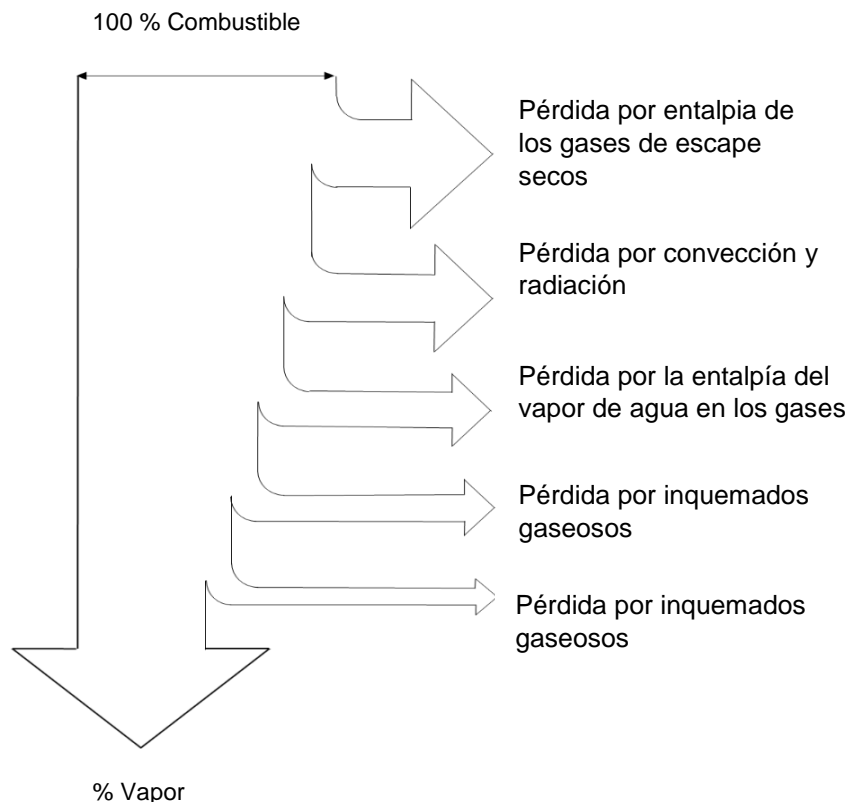 100 % Combustible
Pérdida por entalpia de
los gases de escape
secos
Pérdida por convección y
radiación
Pérdida por la entalpía del
vapor de agua en los gases
Pérdida por inquemados
gaseosos
Pérdida por inquemados
gaseosos
% Vapor